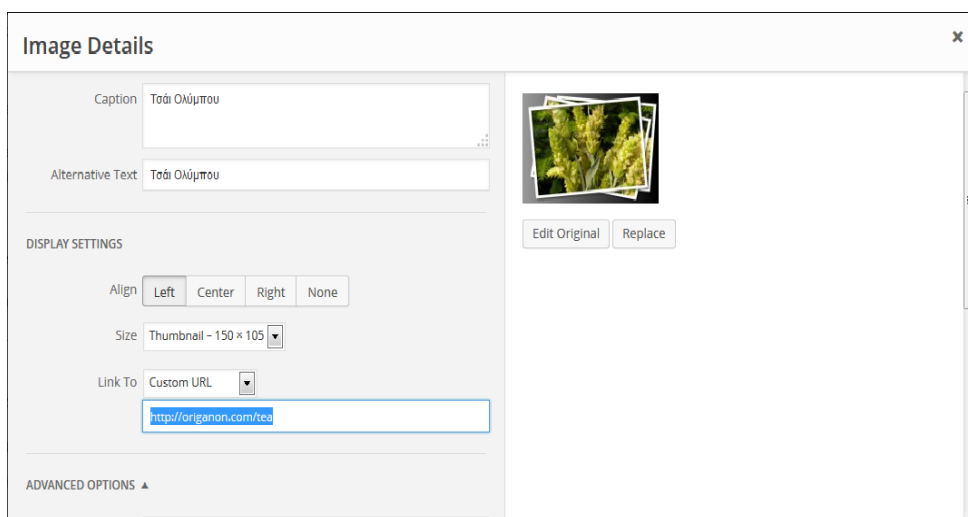 Image Details
×
Caption Τσάι Ολύμπου
Alternative Text Τσάι Ολύμπου
DISPLAY SETTINGS
Align Left Center Right None
Size Thumbnail – 150 × 105
Link To Custom URL
http://origanon.com/tea
ADVANCED OPTIONS ▲
Edit Original Replace